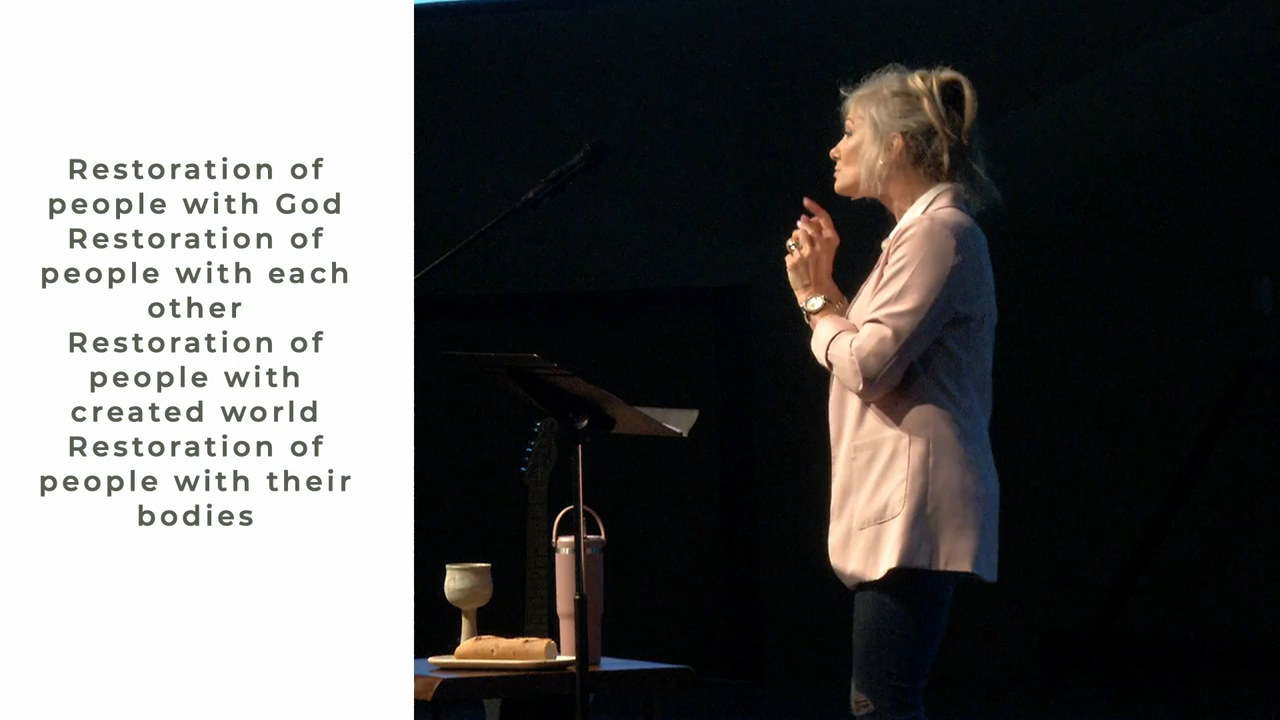 Restoration of
people with God
Restoration of
people with each
other
Restoration of
people with
created world
Restoration of
people with their
bodies